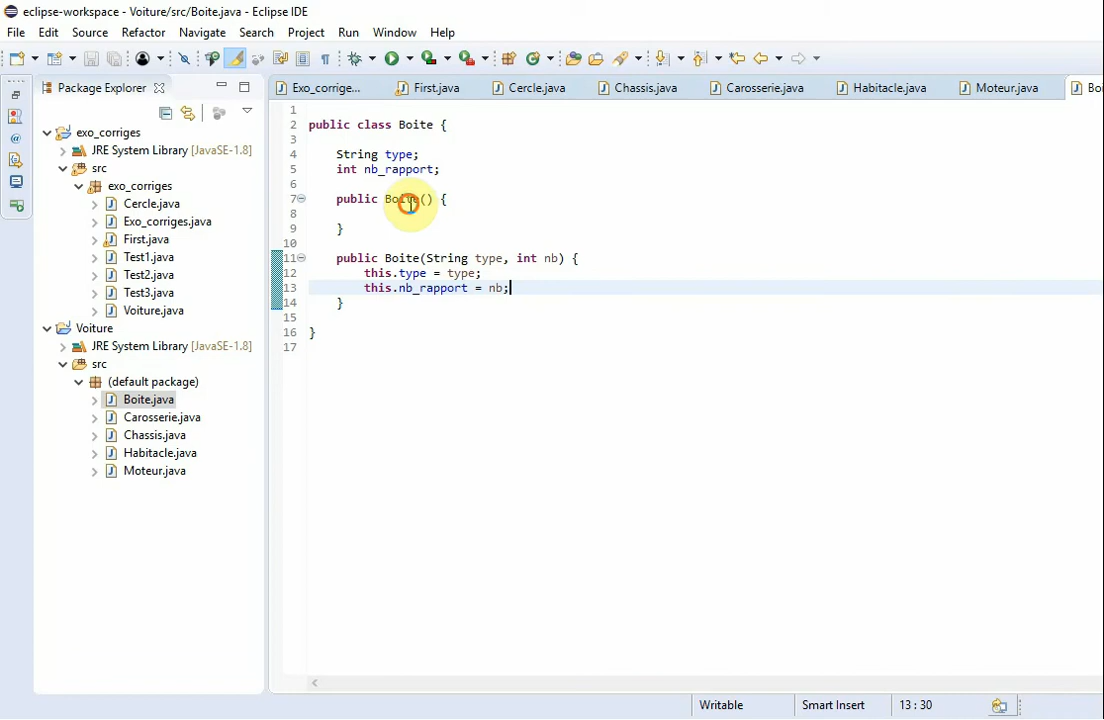 eclipse-workspace - Voiture/src/Boite.java - Eclipse IDE
File Edit Source Refactor Navigate Search Project Run Window Help
Package Explorer
Exo_corrige... First.java Cercle.java Chassis.java Carosserie.java Habitacle.java Moteur.java Boi
exo_corriges
JRE System Library [JavaSE-1.8]
src
exo_corriges
Cercle.java
Exo_corriges.java
First.java
Test1.java
Test2.java
Test3.java
Voiture.java
Voiture
JRE System Library [JavaSE-1.8]
src
(default package)
Boite.java
Carosserie.java
Chassis.java
Habitacle.java
Moteur.java
1
2 public class Boite {
3
4 String type;
5 int nb_rapport;
6
7 public Boite() {
8
9 }
10
11 public Boite(String type, int nb) {
12 this.type = type;
13 this.nb_rapport = nb;
14 }
15
16 }
17
Writable Smart Insert 13 : 30